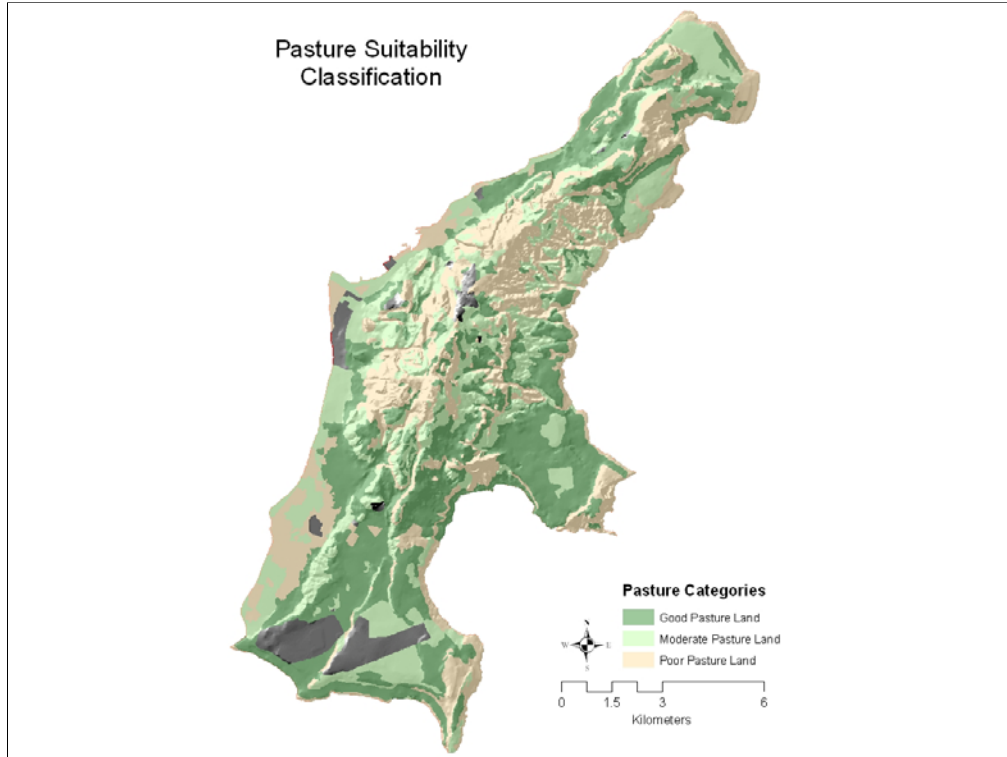 Pasture Suitability
Classification
Pasture Categories
Good Pasture Land
Moderate Pasture Land
Poor Pasture Land
N
W
E
S
0
1.5
3
6
Kilometers